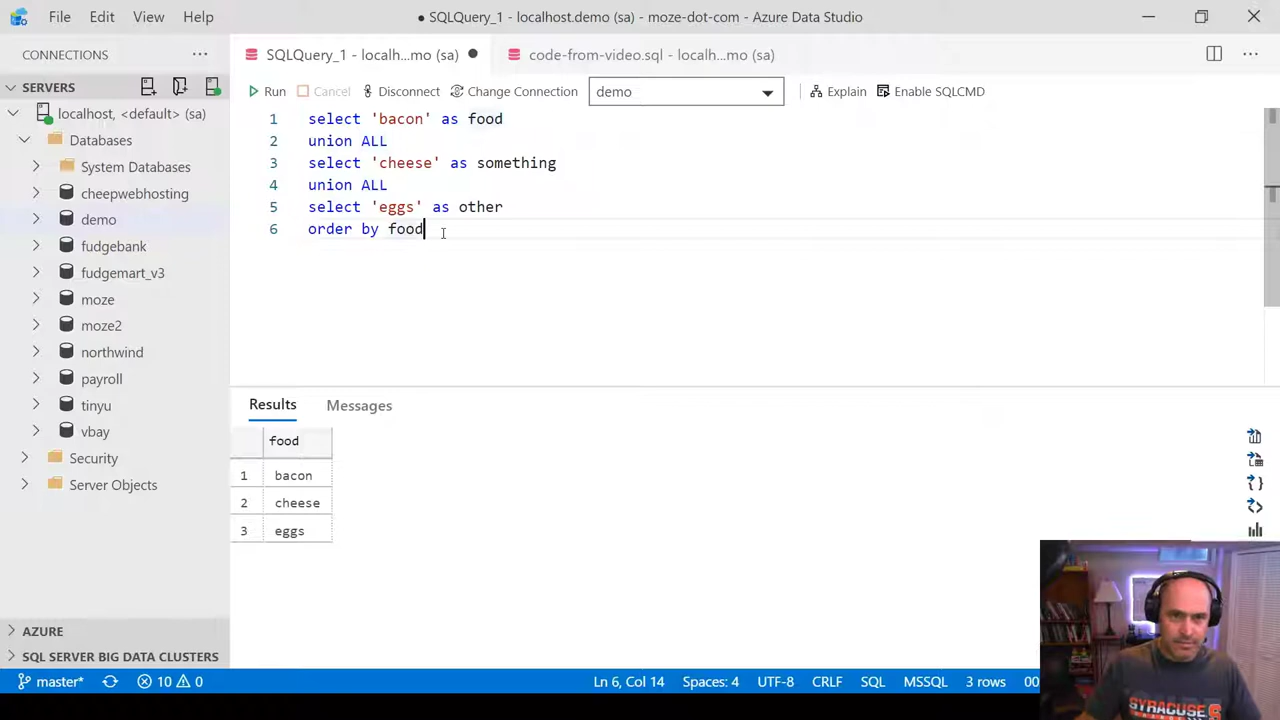 File Edit View Help
● SQLQuery_1 - localhost.demo (sa) - moze-dot-com - Azure Data Studio
CONNECTIONS
SQLQuery_1 - localh...mo (sa)
code-from-video.sql - localh...mo (sa)
SERVERS
Run Cancel Disconnect Change Connection demo Explain Enable SQLCMD
localhost, <default> (sa)
Databases
System Databases
cheepwebhosting
demo
fudgebank
fudgemart_v3
moze
moze2
northwind
payroll
tinyu
vbay
Security
Server Objects
AZURE
SQL SERVER BIG DATA CLUSTERS
1 select 'bacon' as food
2 union ALL
3 select 'cheese' as something
4 union ALL
5 select 'eggs' as other
6 order by food
Results Messages
food
1 bacon
2 cheese
3 eggs
SYRACUSE
master* 10 0 Ln 6, Col 14 Spaces: 4 UTF-8 CRLF SQL MSSQL 3 rows 00